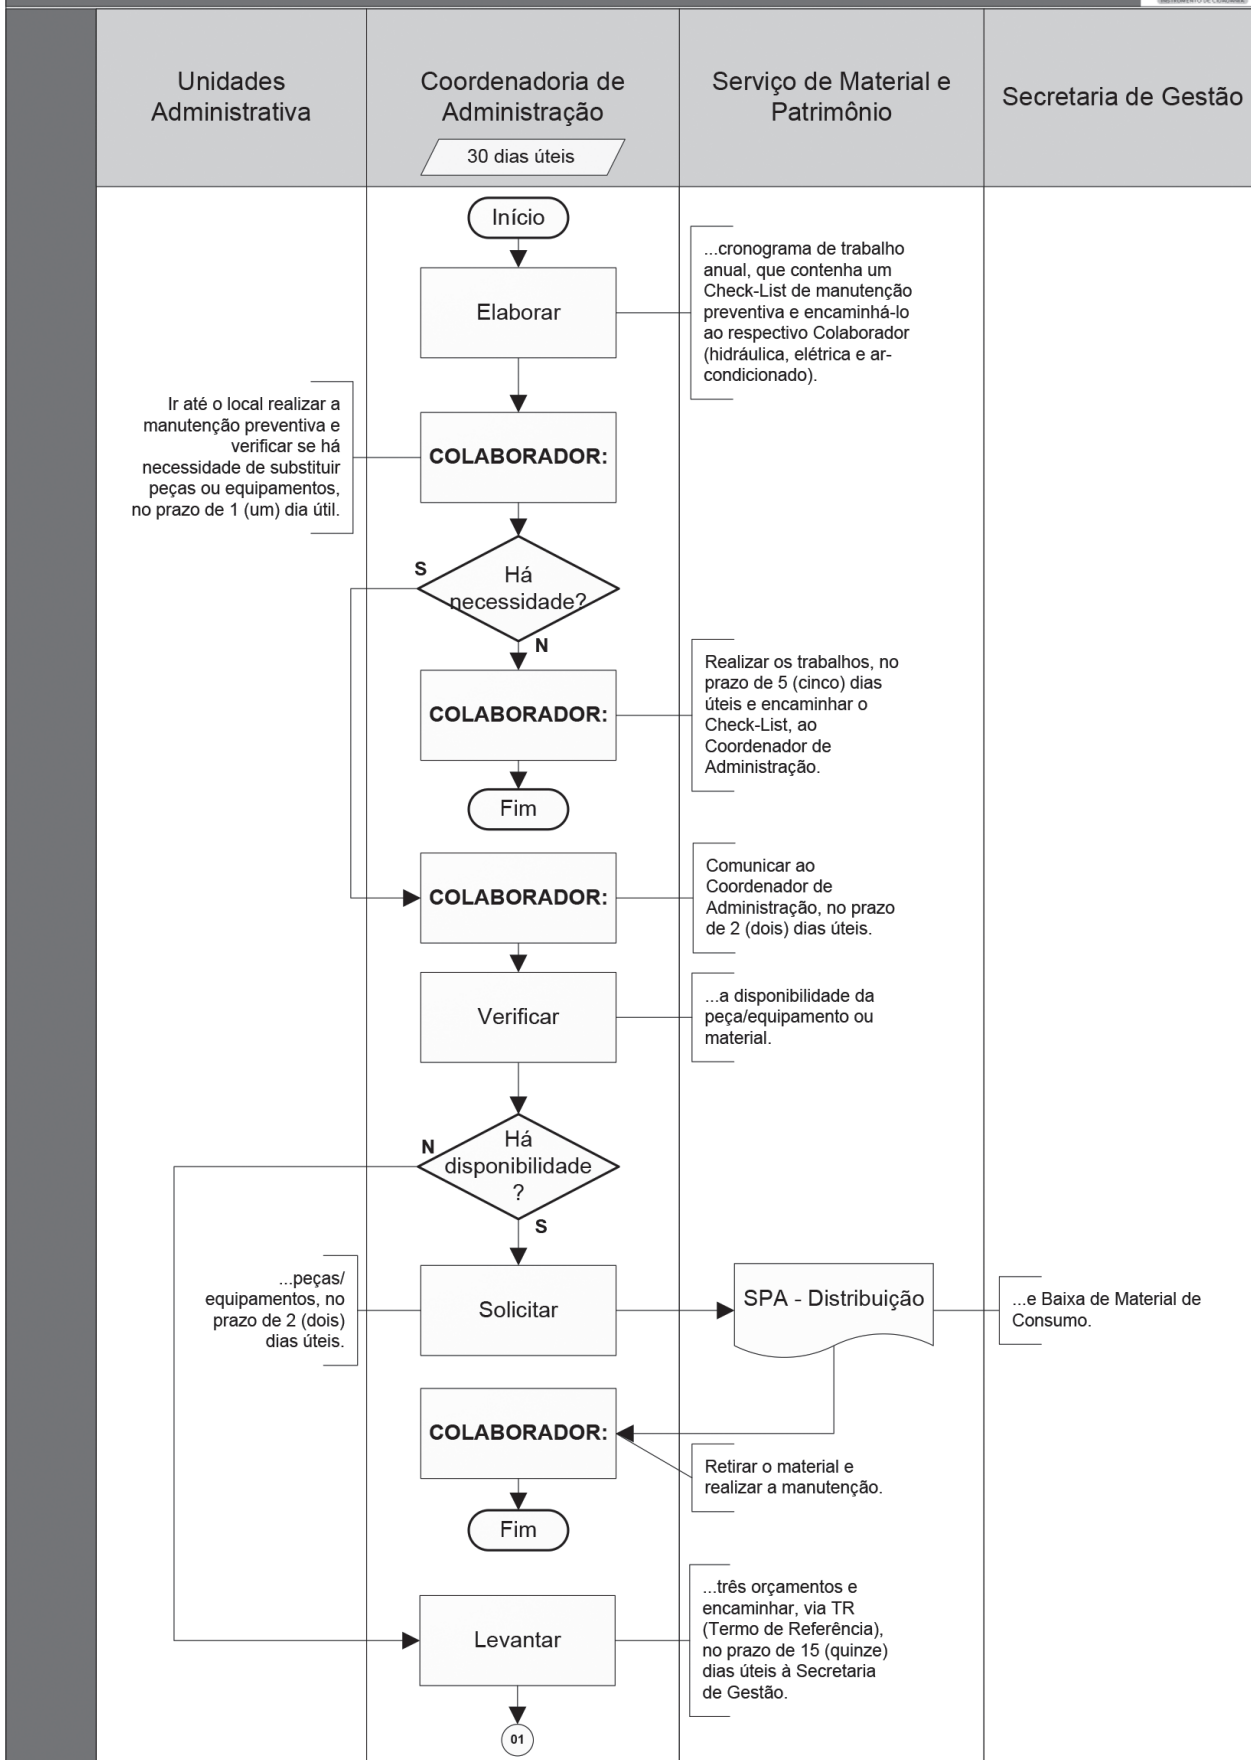 INSTRUMENTO DE CIDADANIA
Unidades
Administrativa
Coordenadoria de
Administração
30 dias úteis
Serviço de Material e
Patrimônio
Secretaria de Gestão
Início
Elaborar
...cronograma de trabalho
anual, que contenha um
Check-List de manutenção
preventiva e encaminhá-lo
ao respectivo Colaborador
(hidráulica, elétrica e ar-
condicionado).
Ir até o local realizar a
manutenção preventiva e
verificar se há
necessidade de substituir
peças ou equipamentos,
no prazo de 1 (um) dia útil.
COLABORADOR:
S
Há
necessidade?
N
COLABORADOR:
Realizar os trabalhos, no
prazo de 5 (cinco) dias
úteis e encaminhar o
Check-List, ao
Coordenador de
Administração.
Fim
COLABORADOR:
Comunicar ao
Coordenador de
Administração, no prazo
de 2 (dois) dias úteis.
Verificar
...a disponibilidade da
peça/equipamento ou
material.
N
Há
disponibilidade
?
S
...peças/
equipamentos, no
prazo de 2 (dois)
dias úteis.
Solicitar
SPA - Distribuição
...e Baixa de Material de
Consumo.
COLABORADOR:
Retirar o material e
realizar a manutenção.
Fim
Levantar
...três orçamentos e
encaminhar, via TR
(Termo de Referência),
no prazo de 15 (quinze)
dias úteis à Secretaria
de Gestão.
01